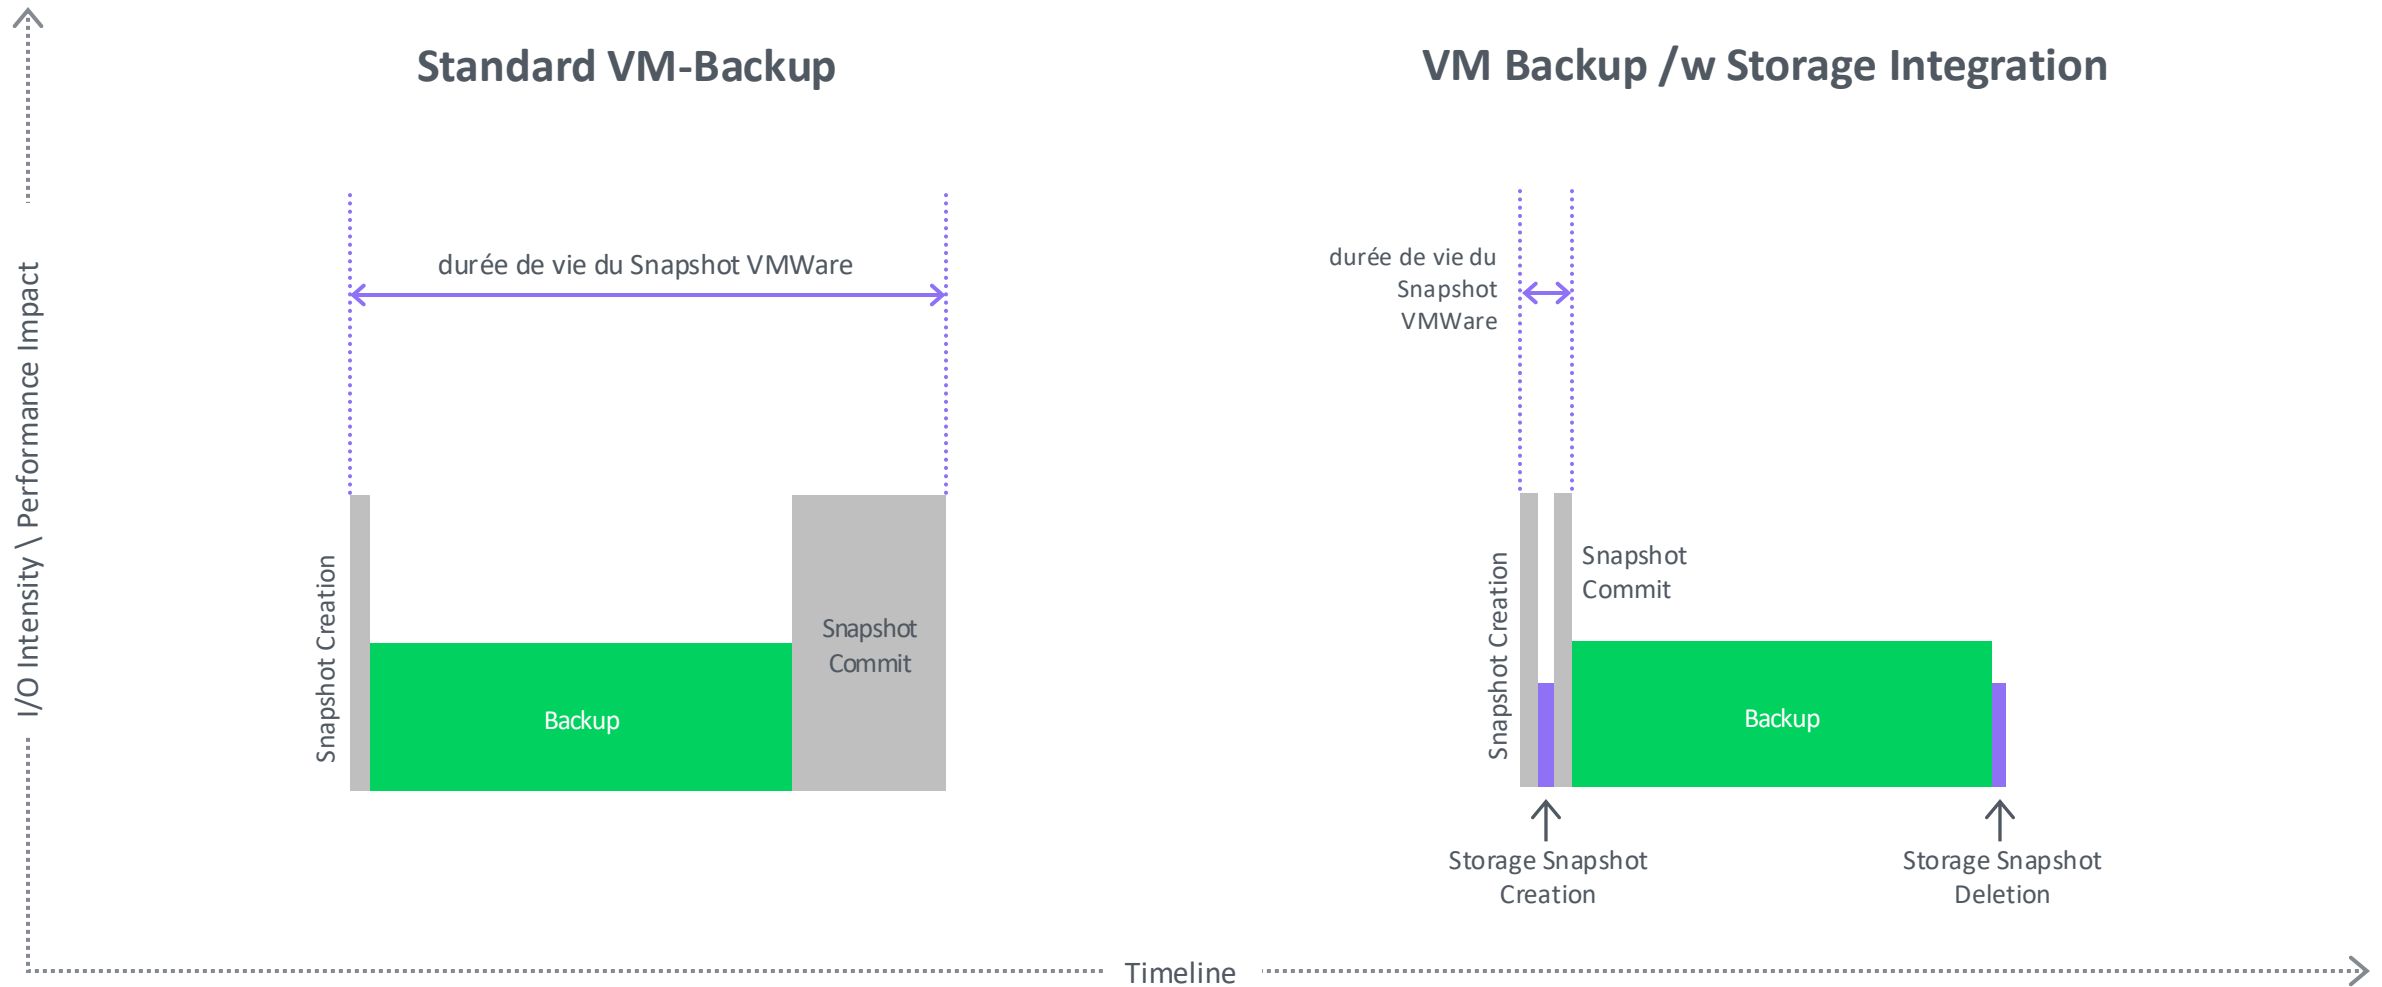 Standard VM-Backup
VM Backup /w Storage Integration
I/O Intensity \ Performance Impact
durée de vie du Snapshot VMWare
Snapshot Creation
Backup
Snapshot
Commit
durée de vie du
Snapshot
VMWare
Snapshot Creation
Snapshot
Commit
Backup
Storage Snapshot
Creation
Storage Snapshot
Deletion
Timeline